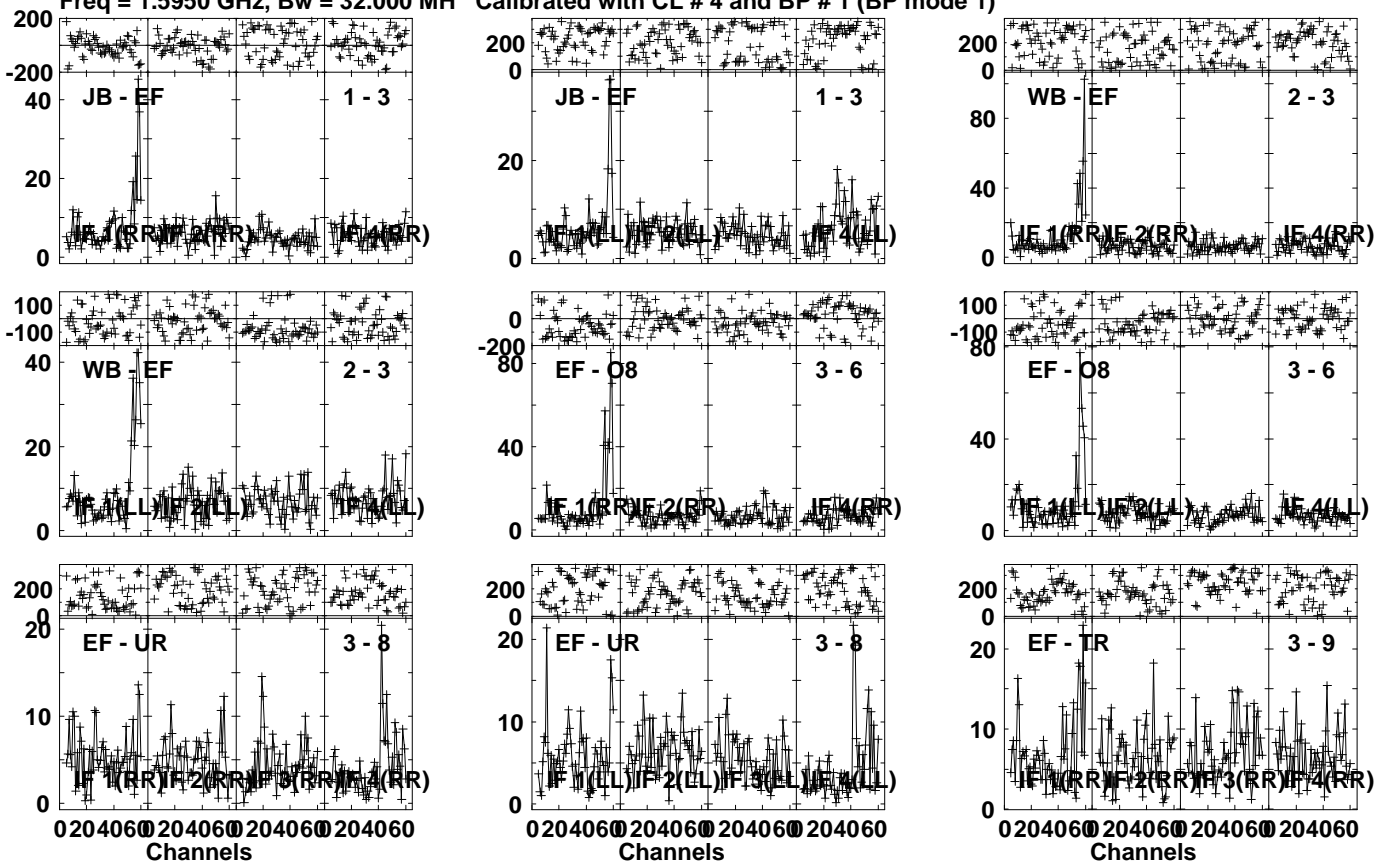 Freq = 1.5950 GHz, Bw = 32.000 MH Calibrated with CL # 4 and BP # 1 (BP mode 1)
200
-200
40
20
0
JB - EF 1 - 3
IF 1(RR) IF 2(RR) IF 4(RR)
200
0
20
0
JB - EF 1 - 3
IF 1(LL) IF 2(LL) IF 4(LL)
200
0
80
40
0
WB - EF 2 - 3
IF 1(RR) IF 2(RR) IF 4(RR)
100
-100
40
20
0
WB - EF 2 - 3
IF 1(LL) IF 2(LL) IF 4(LL)
0
-200
80
40
0
EF - O8 3 - 6
IF 1(RR) IF 2(RR) IF 4(RR)
100
-100
80
40
0
EF - O8 3 - 6
IF 1(LL) IF 2(LL) IF 4(LL)
200
0
20
10
0
EF - UR 3 - 8
IF 1(RR) IF 2(RR) IF 3(RR) IF 4(RR)
0 20 40 60 0 20 40 60 0 20 40 60 0 20 40 60
Channels
200
0
20
10
0
EF - UR 3 - 8
IF 1(LL) IF 2(LL) IF 3(LL) IF 4(LL)
0 20 40 60 0 20 40 60 0 20 40 60 0 20 40 60
Channels
200
0
20
10
0
EF - TR 3 - 9
IF 1(RR) IF 2(RR) IF 3(RR) IF 4(RR)
0 20 40 60 0 20 40 60 0 20 40 60 0 20 40 60
Channels